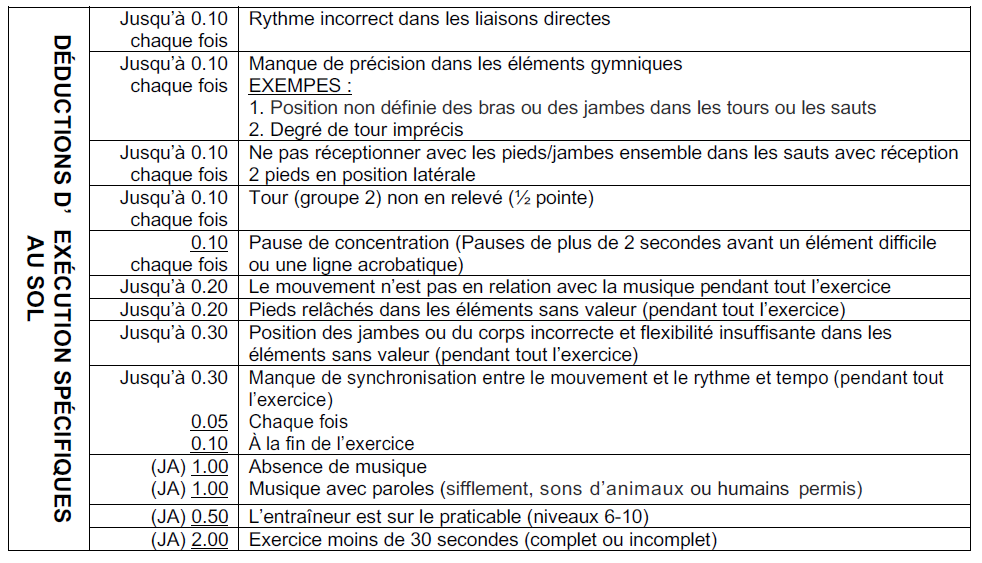 DÉDUCTIONS D’ EXÉCUTION SPÉCIFIQUES
AU SOL
Jusqu’à 0.10 Rythme incorrect dans les liaisons directes
chaque fois
Jusqu’à 0.10 Manque de précision dans les éléments gymniques
chaque fois EXEMPES :
1. Position non définie des bras ou des jambes dans les tours ou les sauts
2. Degré de tour imprécis
Jusqu’à 0.10 Ne pas réceptionner avec les pieds/jambes ensemble dans les sauts avec réception
chaque fois 2 pieds en position latérale
Jusqu’à 0.10 Tour (groupe 2) non en relevé (½ pointe)
chaque fois
0.10 Pause de concentration (Pauses de plus de 2 secondes avant un élément difficile
chaque fois ou une ligne acrobatique)
Jusqu’à 0.20 Le mouvement n’est pas en relation avec la musique pendant tout l’exercice
Jusqu’à 0.20 Pieds relâchés dans les éléments sans valeur (pendant tout l’exercice)
Jusqu’à 0.30 Position des jambes ou du corps incorrecte et flexibilité insuffisante dans les
éléments sans valeur (pendant tout l’exercice)
Jusqu’à 0.30 Manque de synchronisation entre le mouvement et le rythme et tempo (pendant tout
l’exercice)
0.05 Chaque fois
0.10 À la fin de l’exercice
(JA) 1.00 Absence de musique
(JA) 1.00 Musique avec paroles (sifflement, sons d’animaux ou humains permis)
(JA) 0.50 L’entraîneur est sur le praticable (niveaux 6-10)
(JA) 2.00 Exercice moins de 30 secondes (complet ou incomplet)